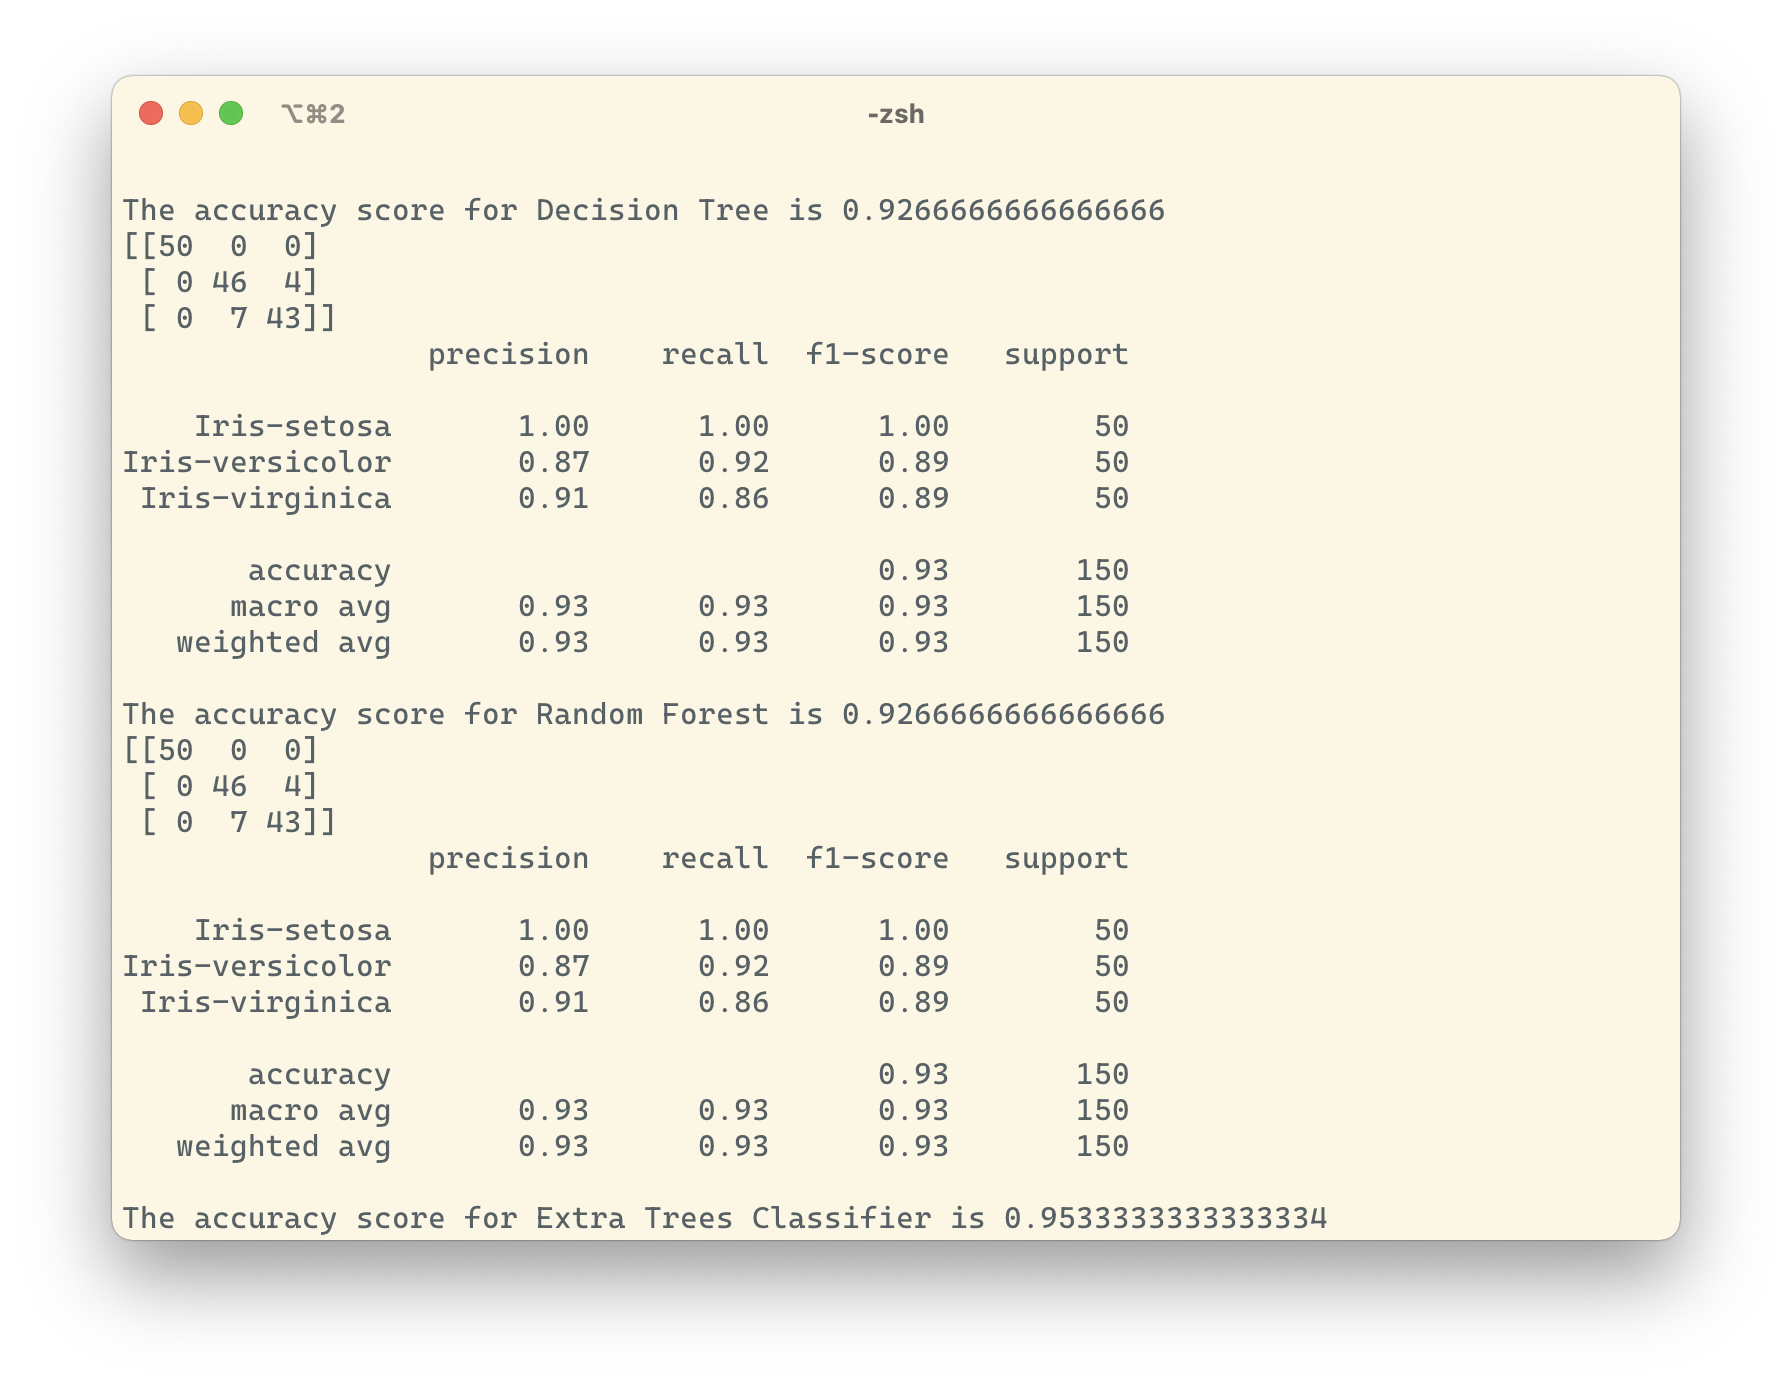 ⌥⌘2
-zsh
The accuracy score for Decision Tree is 0.9266666666666666
[[50  0  0]
 [ 0 46  4]
 [ 0  7 43]]
                 precision    recall  f1-score   support

    Iris-setosa       1.00      1.00      1.00        50
Iris-versicolor       0.87      0.92      0.89        50
 Iris-virginica       0.91      0.86      0.89        50

       accuracy                           0.93       150
      macro avg       0.93      0.93      0.93       150
   weighted avg       0.93      0.93      0.93       150

The accuracy score for Random Forest is 0.9266666666666666
[[50  0  0]
 [ 0 46  4]
 [ 0  7 43]]
                 precision    recall  f1-score   support

    Iris-setosa       1.00      1.00      1.00        50
Iris-versicolor       0.87      0.92      0.89        50
 Iris-virginica       0.91      0.86      0.89        50

       accuracy                           0.93       150
      macro avg       0.93      0.93      0.93       150
   weighted avg       0.93      0.93      0.93       150

The accuracy score for Extra Trees Classifier is 0.9533333333333334